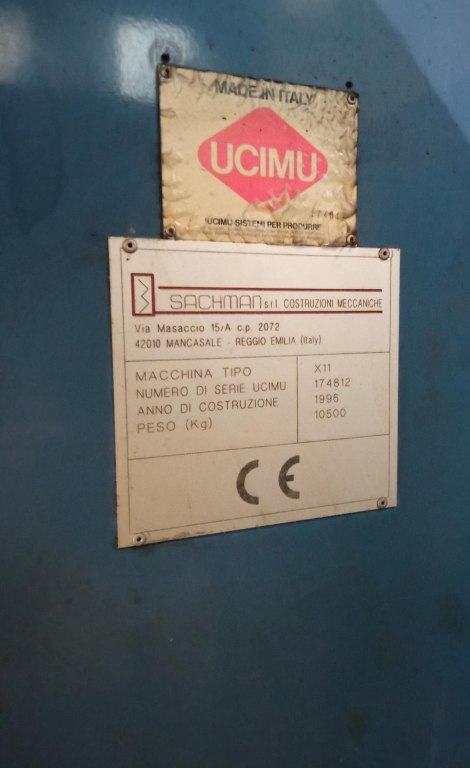 MADE IN ITALY
UCIMU
UCIMU-SISTEMI PER PRODURRE
SACHMAN s.r.l. COSTRUZIONI MECCANICHE
Via Masaccio 15/A c.p. 2072
42010 MANCASALE - REGGIO EMILIA (Italy)
MACCHINA TIPO X11
NUMERO DI SERIE UCIMU 174812
ANNO DI COSTRUZIONE 1996
PESO (Kg) 10500
CE